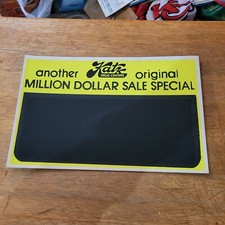 another Katz original
MILLION DOLLAR SALE SPECIAL